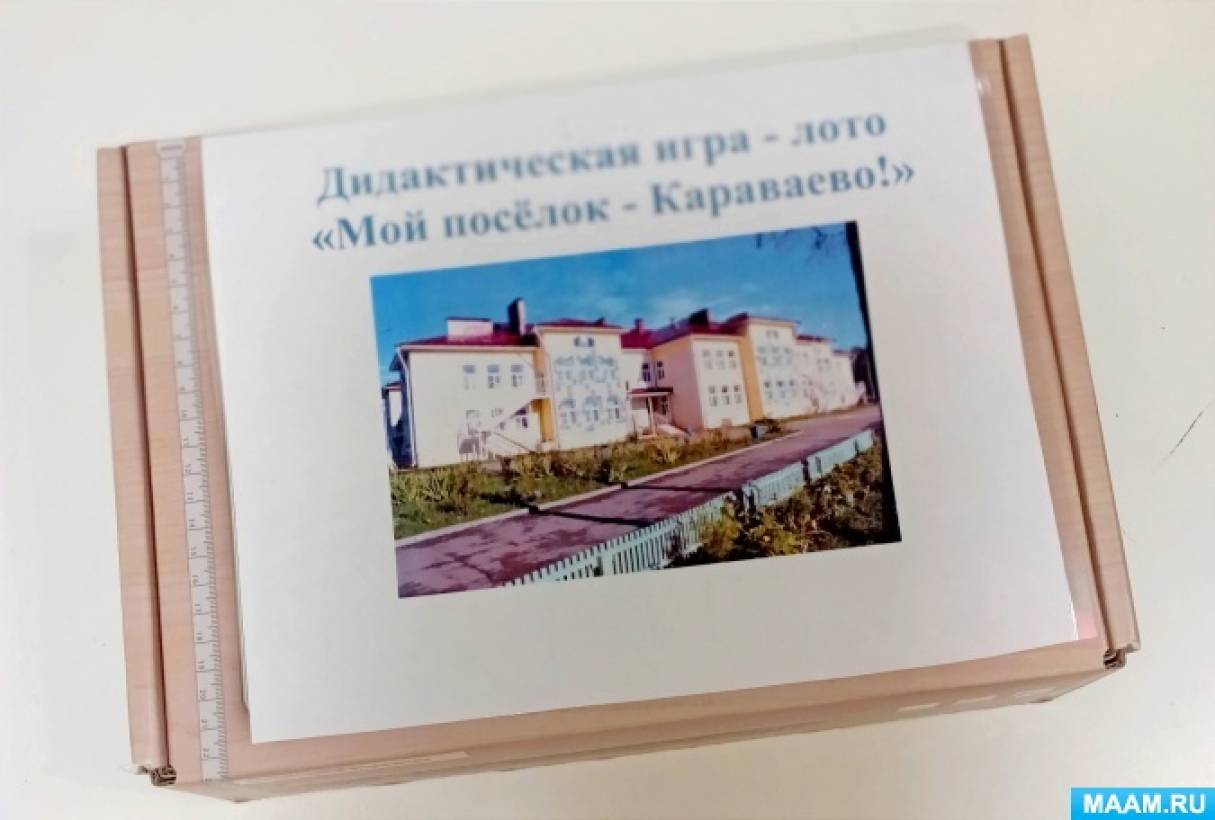 Дидактическая игра - лото
«Мой посёлок - Караваево!»
MAAM.RU